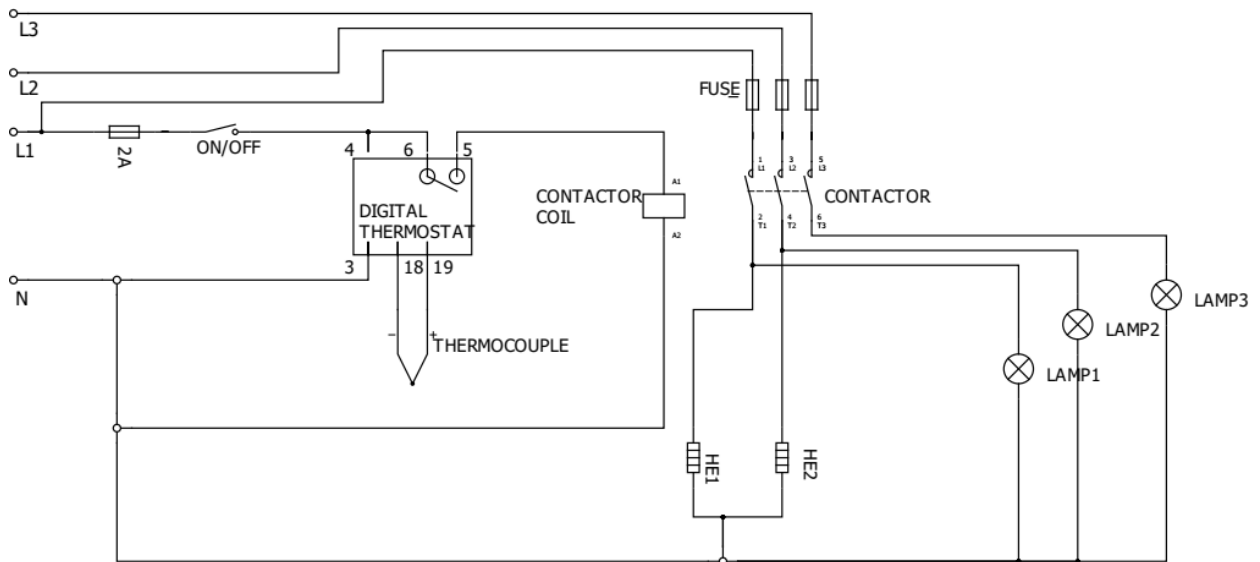 L3
L2
L1
N
2A
ON/OFF
4
6
5
DIGITAL
THERMOSTAT
3
18
19
-
+
THERMOCOUPLE
CONTACTOR
COIL
A1
A2
FUSE
1
L1
3
L2
5
L3
CONTACTOR
2
T1
4
T2
6
T3
HE1
HE2
LAMP1
LAMP2
LAMP3